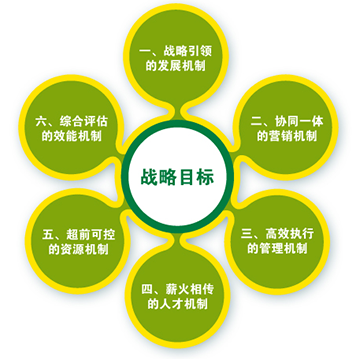 一、战略引领
的发展机制
二、协同一体
的营销机制
三、高效执行
的管理机制
四、薪火相传
的人才机制
五、超前可控
的资源机制
六、综合评估
的效能机制
战略目标